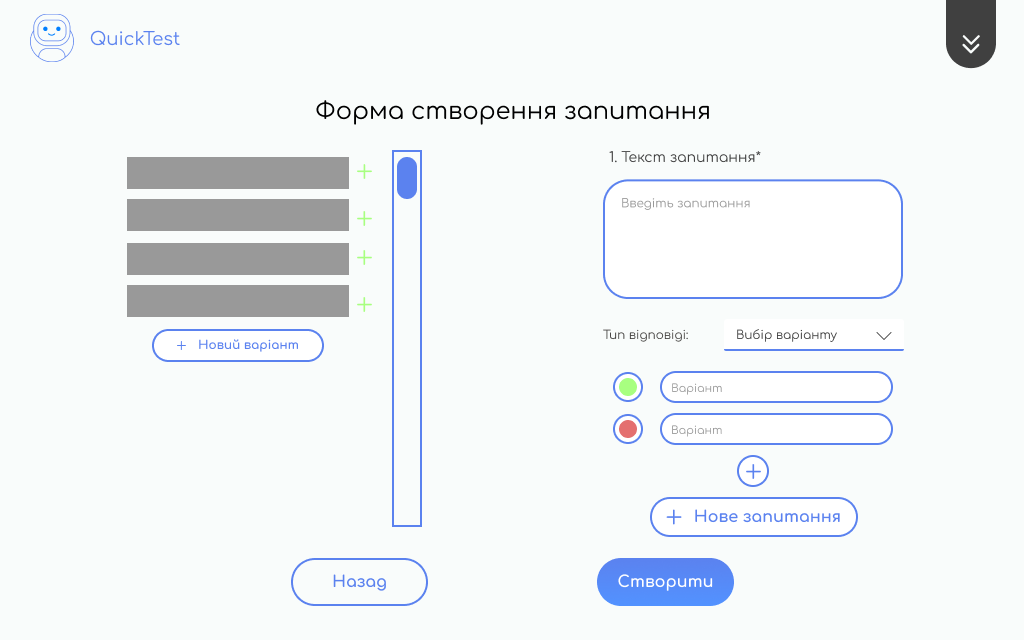 QuickTest
Форма створення запитання
+ Новий варіант
1. Текст запитання*
Введіть запитання
Тип відповіді:
Вибір варіанту
Варіант
Варіант
+ Нове запитання
Назад
Створити